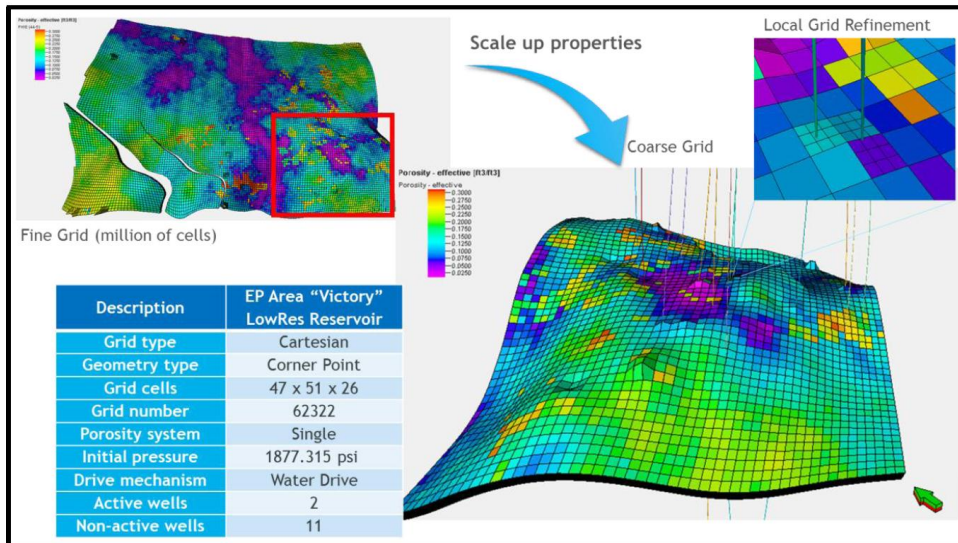 Porosity - effective [ft3/ft3]
Scale up properties
Local Grid Refinement
Coarse Grid
Porosity - effective [ft3/ft3]
Porosity - effective
0.3000
0.2750
0.2500
0.2250
0.2000
0.1750
0.1500
0.1250
0.1000
0.0750
0.0500
0.0250
Fine Grid (million of cells)
Description
EP Area “Victory”
LowRes Reservoir
Grid type Cartesian
Geometry type Corner Point
Grid cells 47 x 51 x 26
Grid number 62322
Porosity system Single
Initial pressure 1877.315 psi
Drive mechanism Water Drive
Active wells 2
Non-active wells 11